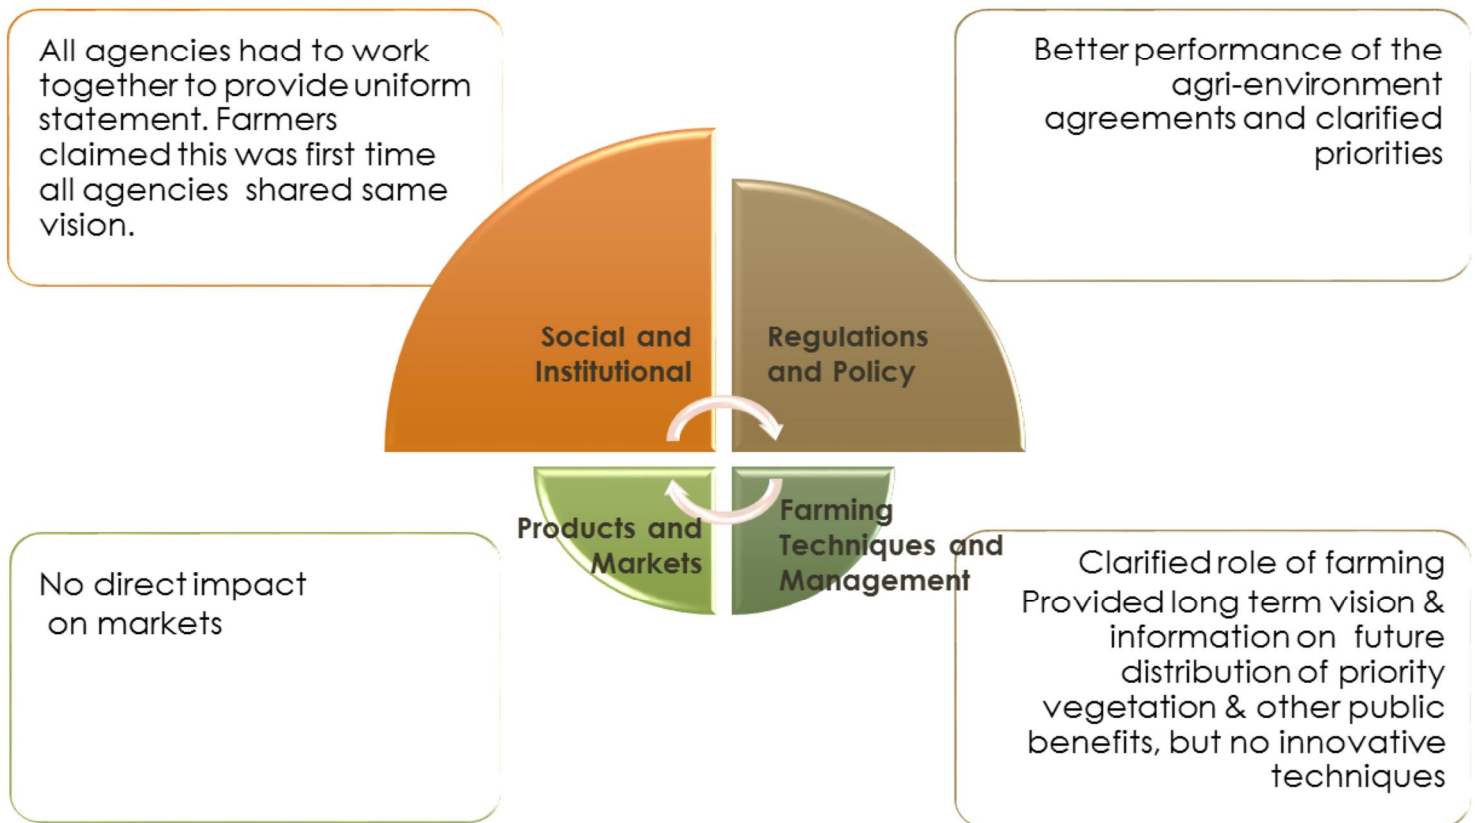 All agencies had to work
together to provide uniform
statement. Farmers
claimed this was first time
all agencies shared same
vision.
Better performance of the
agri-environment
agreements and clarified
priorities
Social and
Institutional
Regulations
and Policy
Products and
Markets
Farming
Techniques and
Management
No direct impact
on markets
Clarified role of farming
Provided long term vision &
information on future
distribution of priority
vegetation & other public
benefits, but no innovative
techniques